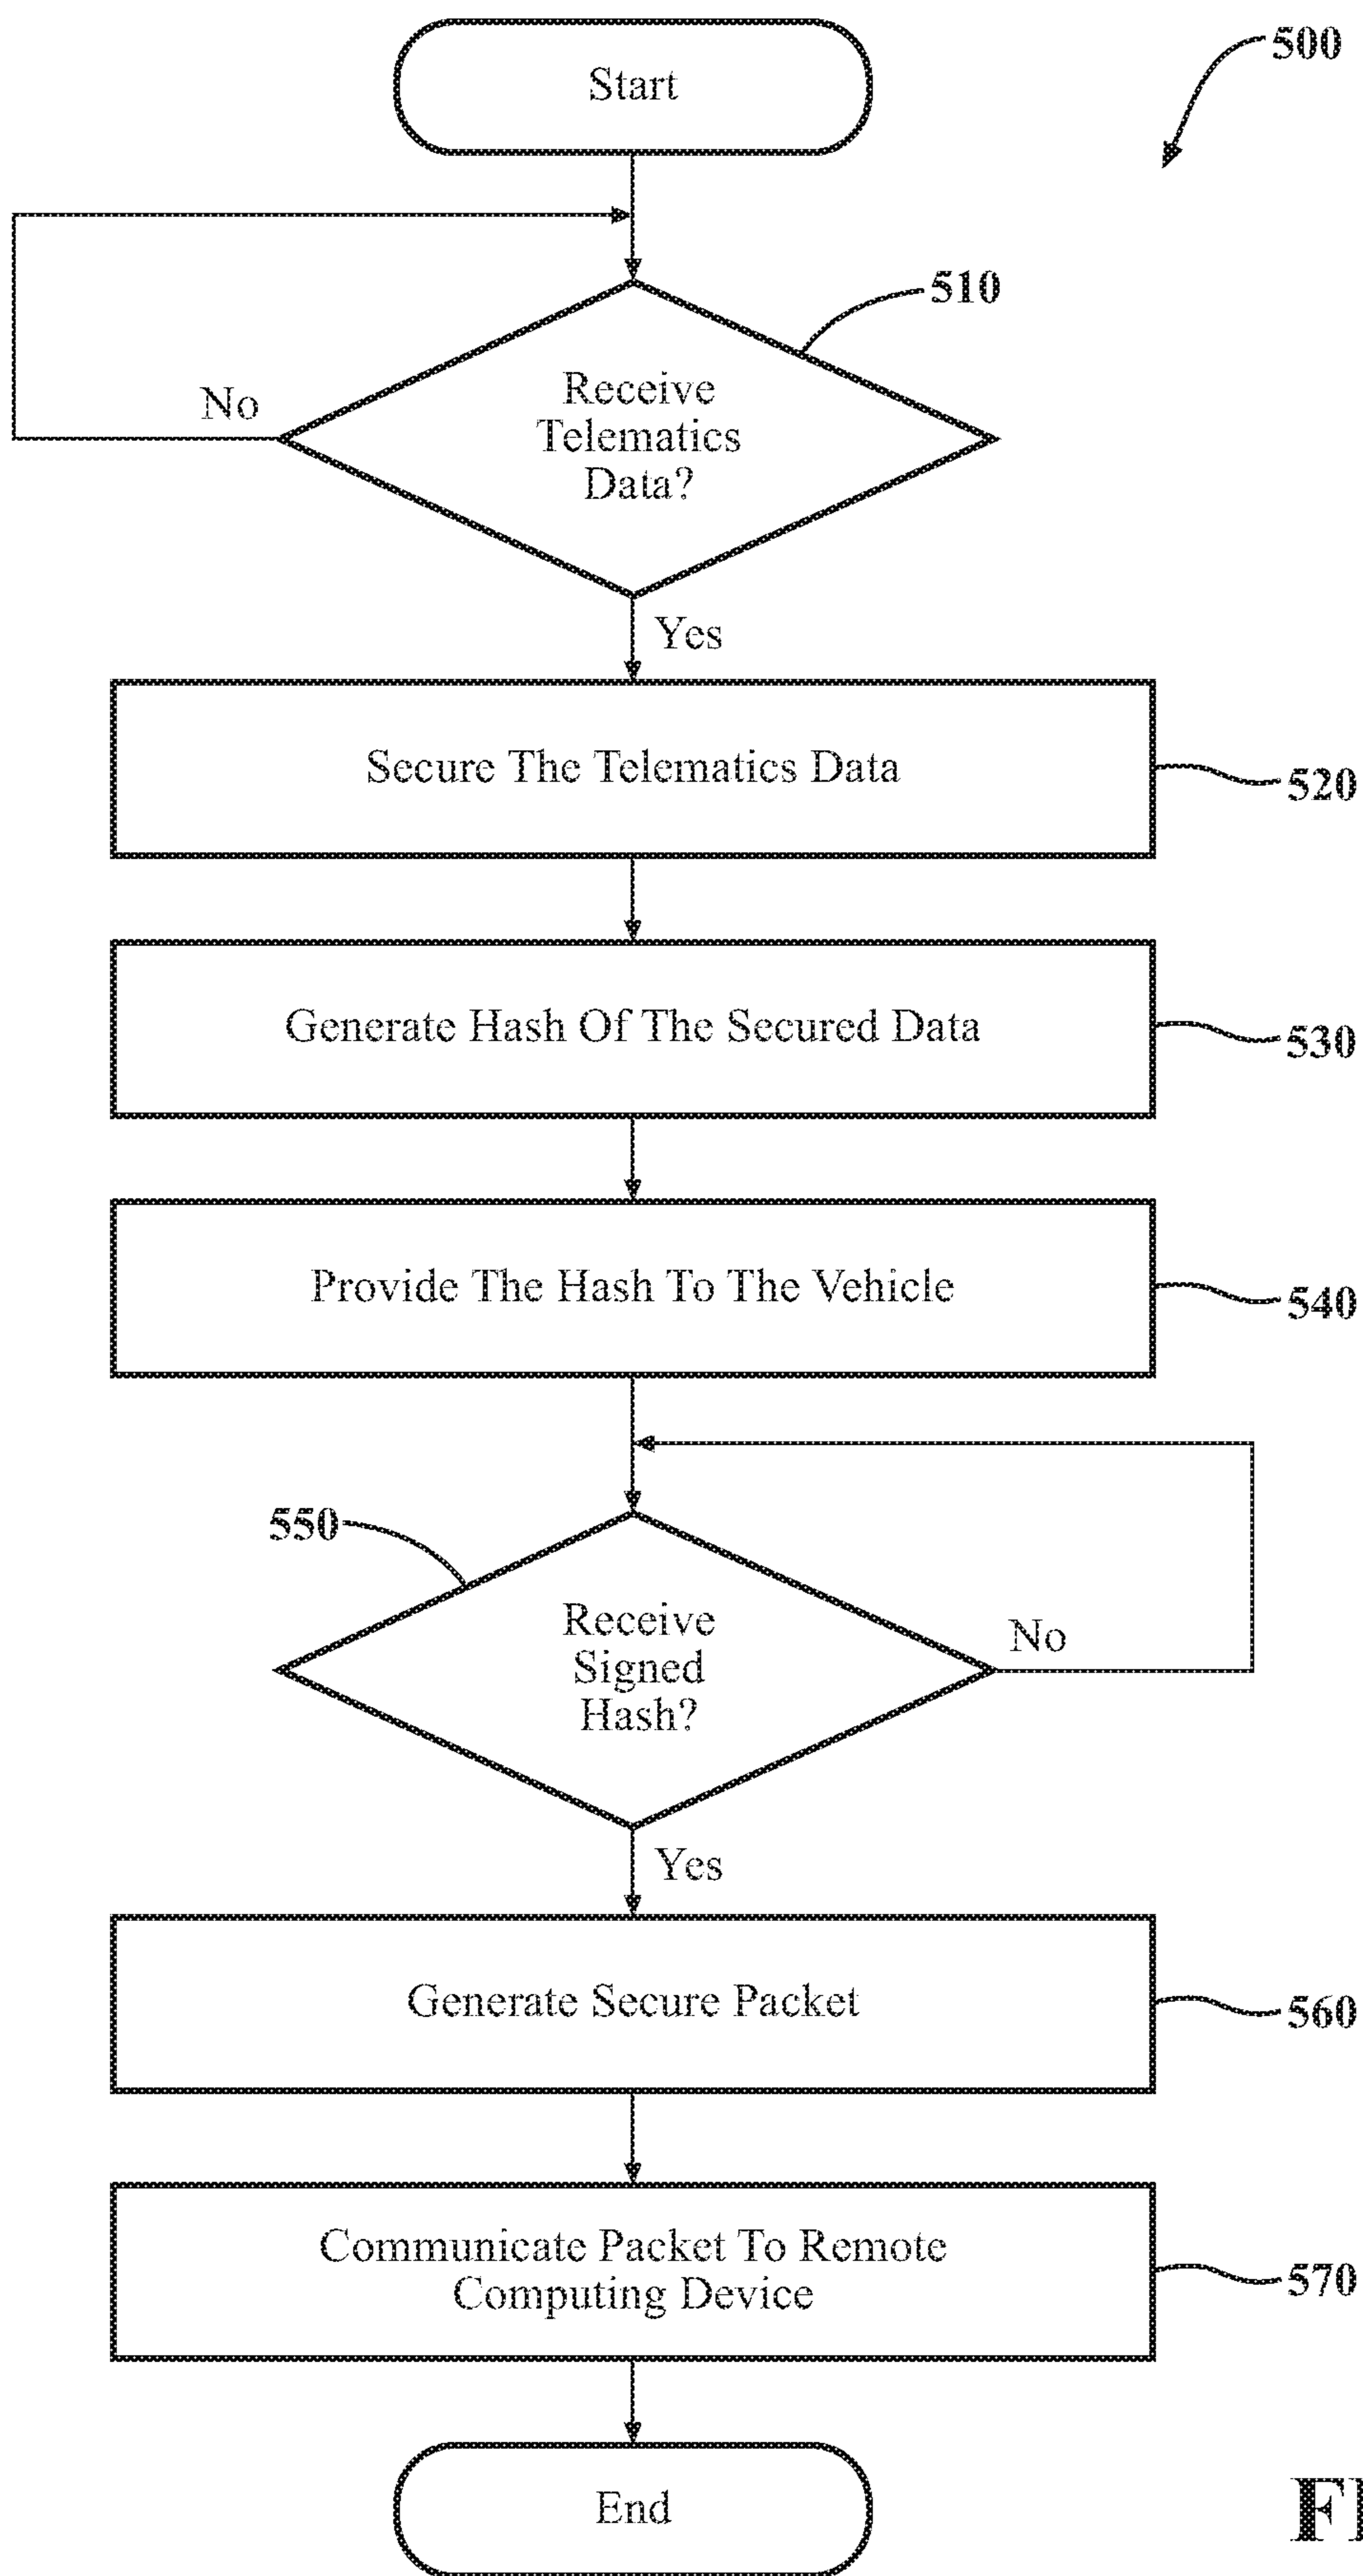 Start
500
510
No
Receive
Telematics
Data?
Yes
Secure The Telematics Data
520
Generate Hash Of The Secured Data
530
Provide The Hash To The Vehicle
540
550
Receive
Signed
Hash?
No
Yes
Generate Secure Packet
560
Communicate Packet To Remote
Computing Device
570
End